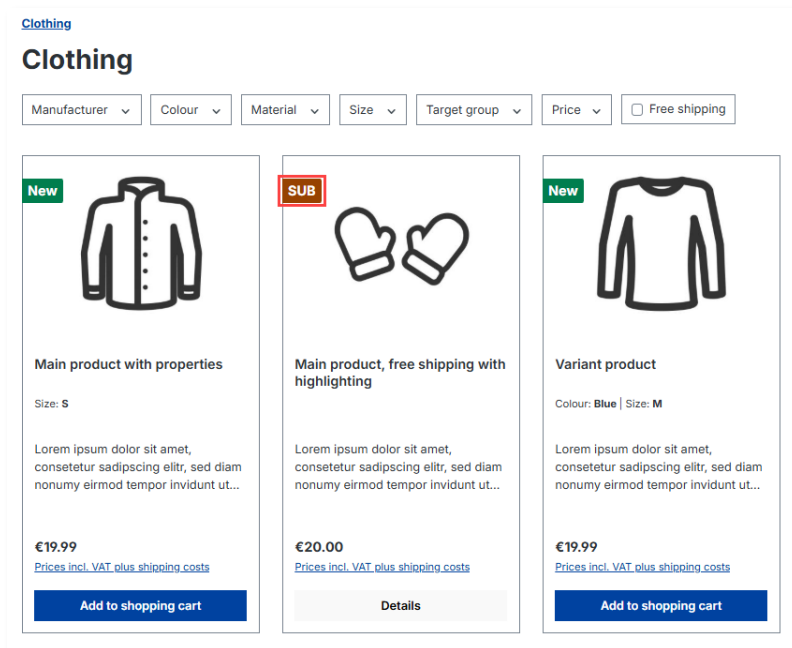 Clothing
Clothing
Manufacturer
Colour
Material
Size
Target group
Price
Free shipping
New
Main product with properties
Size: S
Lorem ipsum dolor sit amet,
consetetur sadipscing elitr, sed diam
nonumy eirmod tempor invidunt ut...
€19.99
Prices incl. VAT plus shipping costs
Add to shopping cart
SUB
Main product, free shipping with
highlighting
Lorem ipsum dolor sit amet,
consetetur sadipscing elitr, sed diam
nonumy eirmod tempor invidunt ut...
€20.00
Prices incl. VAT plus shipping costs
Details
New
Variant product
Colour: Blue | Size: M
Lorem ipsum dolor sit amet,
consetetur sadipscing elitr, sed diam
nonumy eirmod tempor invidunt ut...
€19.99
Prices incl. VAT plus shipping costs
Add to shopping cart